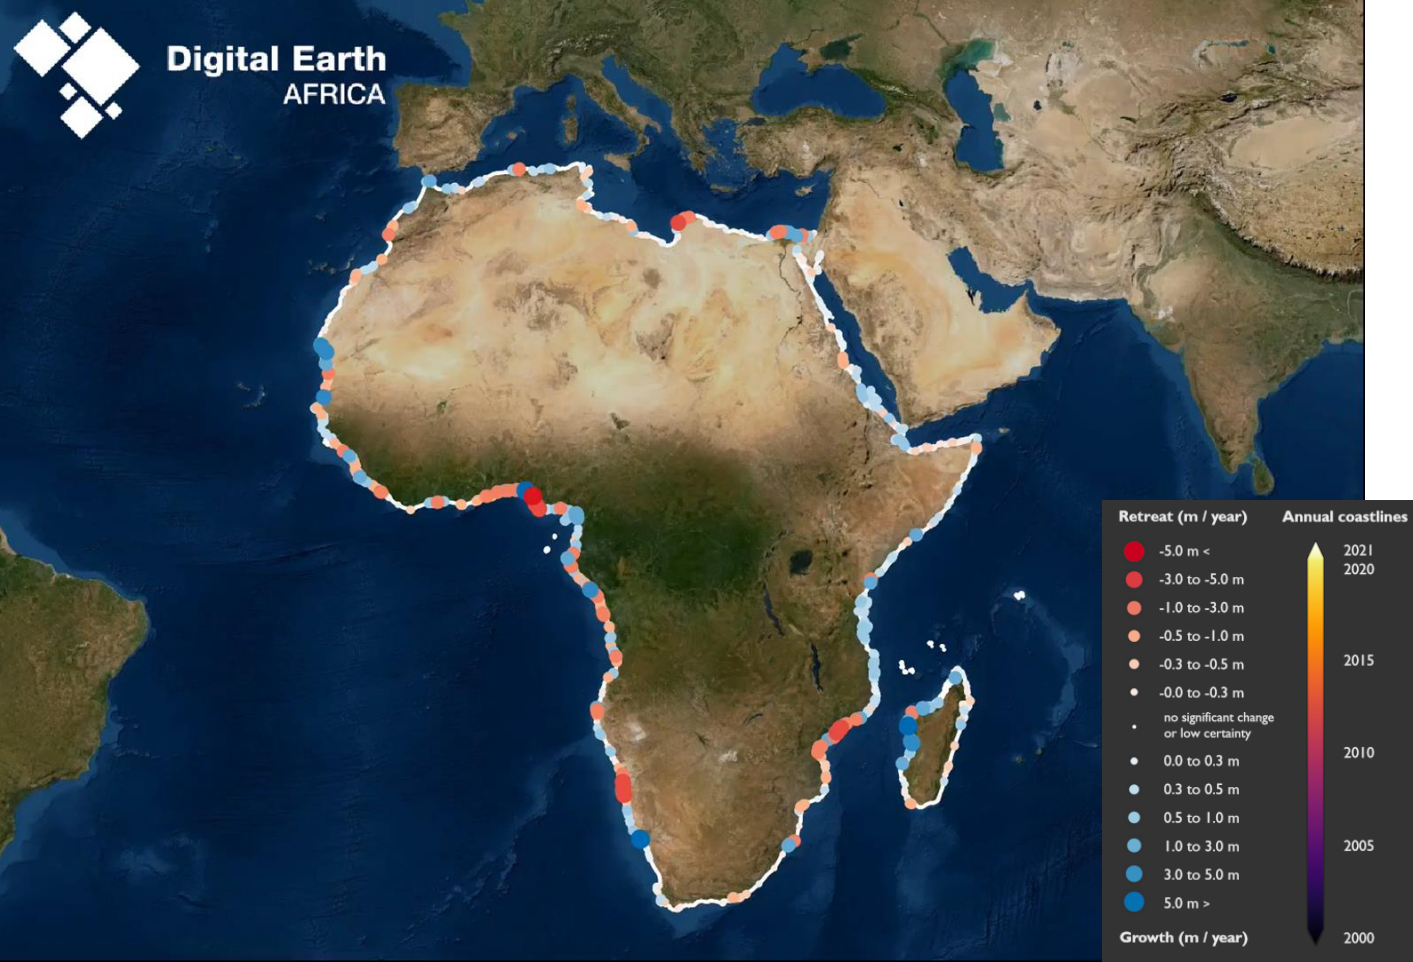 Digital Earth
AFRICA
Retreat (m / year)
-5.0 m <
-3.0 to -5.0 m
-1.0 to -3.0 m
-0.5 to -1.0 m
-0.3 to -0.5 m
-0.0 to -0.3 m
no significant change
or low certainty
0.0 to 0.3 m
0.3 to 0.5 m
0.5 to 1.0 m
1.0 to 3.0 m
3.0 to 5.0 m
5.0 m >
Growth (m / year)
Annual coastlines
2021
2020
2015
2010
2005
2000